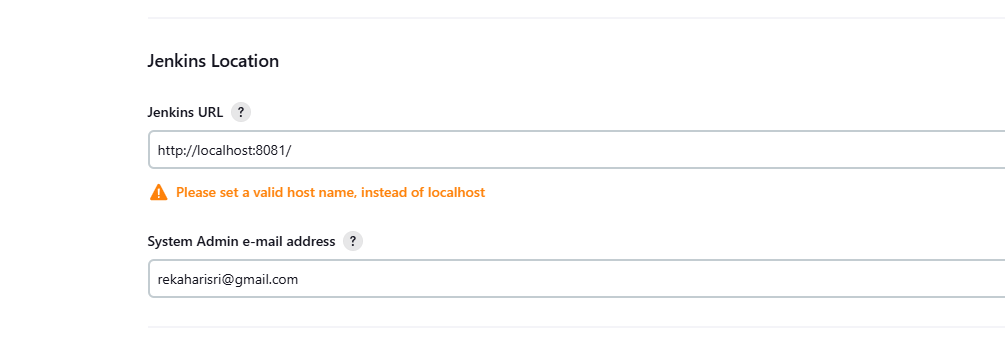 Jenkins Location
Jenkins URL ?
http://localhost:8081/
Please set a valid host name, instead of localhost
System Admin e-mail address ?
rekaharisri@gmail.com